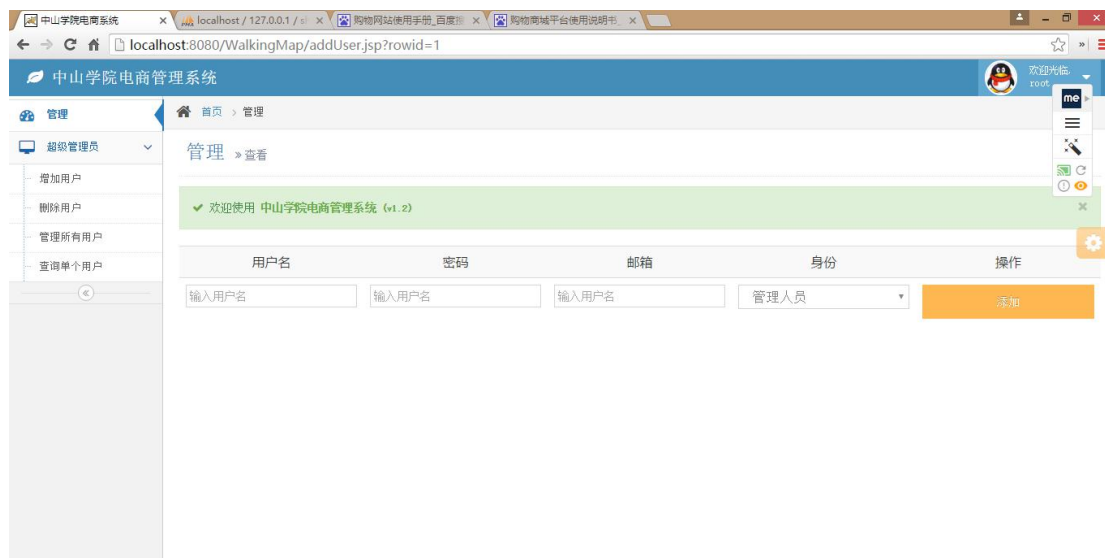 中山学院电商系统
localhost / 127.0.0.1 / sh
购物网站使用手册_百度搜
购物商城平台使用说明书_
localhost:8080/WalkingMap/addUser.jsp?rowid=1
中山学院电商管理系统
欢迎光临,
root
me
管理
首页 > 管理
超级管理员
管理 » 查看
增加用户
删除用户
✔ 欢迎使用 中山学院电商管理系统 (v1.2)
管理所有用户
查询单个用户
用户名 密码 邮箱 身份 操作
输入用户名 输入用户名 输入用户名 管理人员 添加